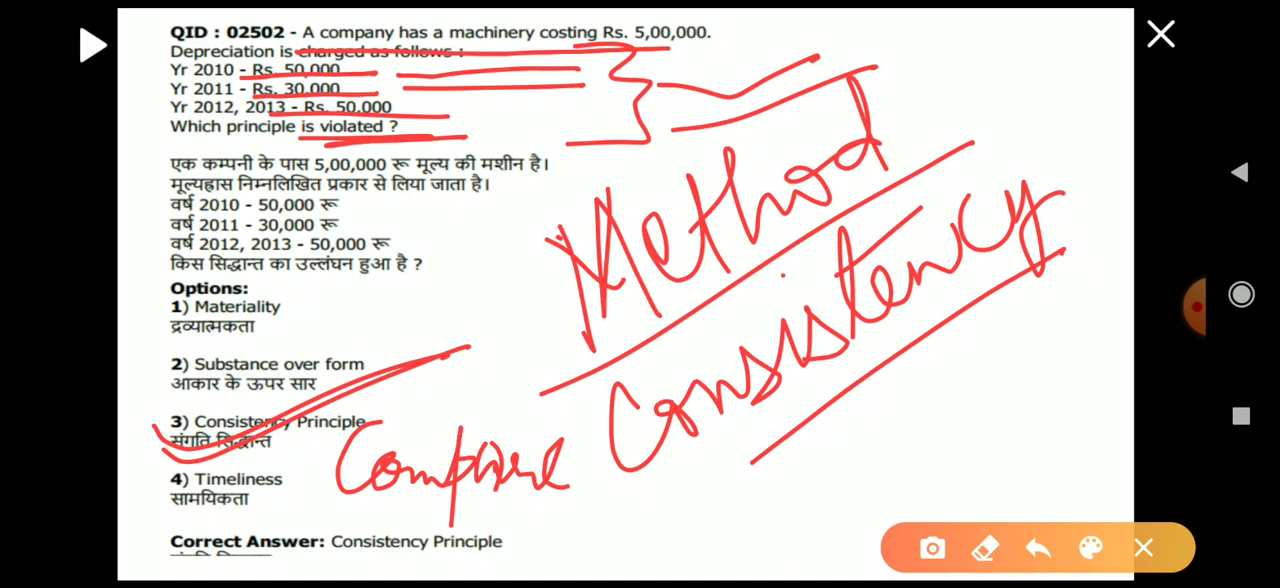 QID : 02502 - A company has a machinery costing Rs. 5,00,000.
Depreciation is charged as follows :
Yr 2010 - Rs. 50,000
Yr 2011 - Rs. 30,000
Yr 2012, 2013 - Rs. 50,000
Which principle is violated ?
एक कम्पनी के पास 5,00,000 रू मूल्य की मशीन है।
मूल्यह्रास निम्नलिखित प्रकार से लिया जाता है।
वर्ष 2010 - 50,000 रू
वर्ष 2011 - 30,000 रू
वर्ष 2012, 2013 - 50,000 रू
किस सिद्धान्त का उल्लंघन हुआ है ?
Options:
1) Materiality
द्रव्यात्मकता
2) Substance over form
आकार के ऊपर सार
3) Consistency Principle
संगति सिद्धान्त
4) Timeliness
सामयिकता
Correct Answer: Consistency Principle
Method
Consistency